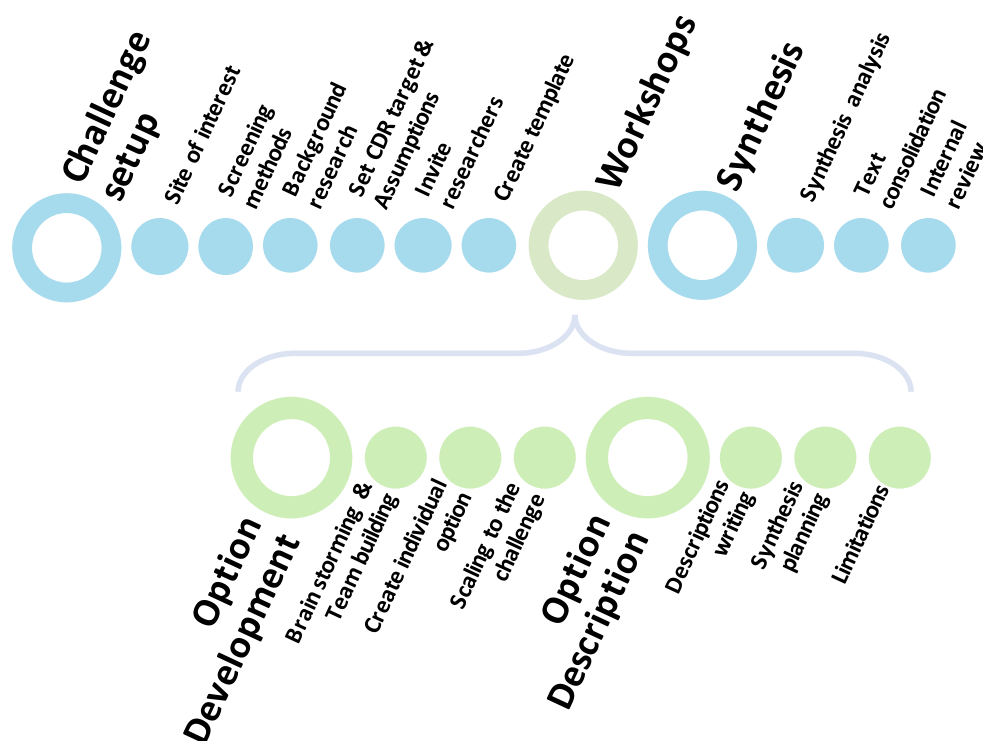 Challenge
setup
Site of interest
Screening
methods
Background
research
Set CDR target &
Assumptions
Invite
researchers
Create template
Workshops
Synthesis
Synthesis analysis
Text
consolidation
Internal
review
Option
Development
Brain storming &
Team building
Create individual
option
Scaling to the
challenge
Option
Description
Descriptions
writing
Synthesis
planning
Limitations